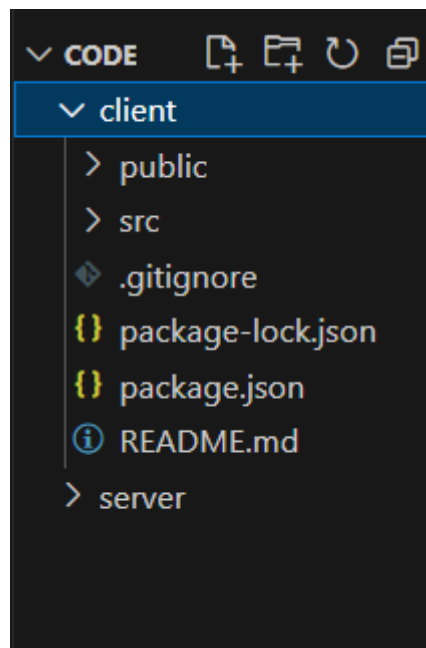 CODE
client
public
src
.gitignore
package-lock.json
package.json
README.md
server